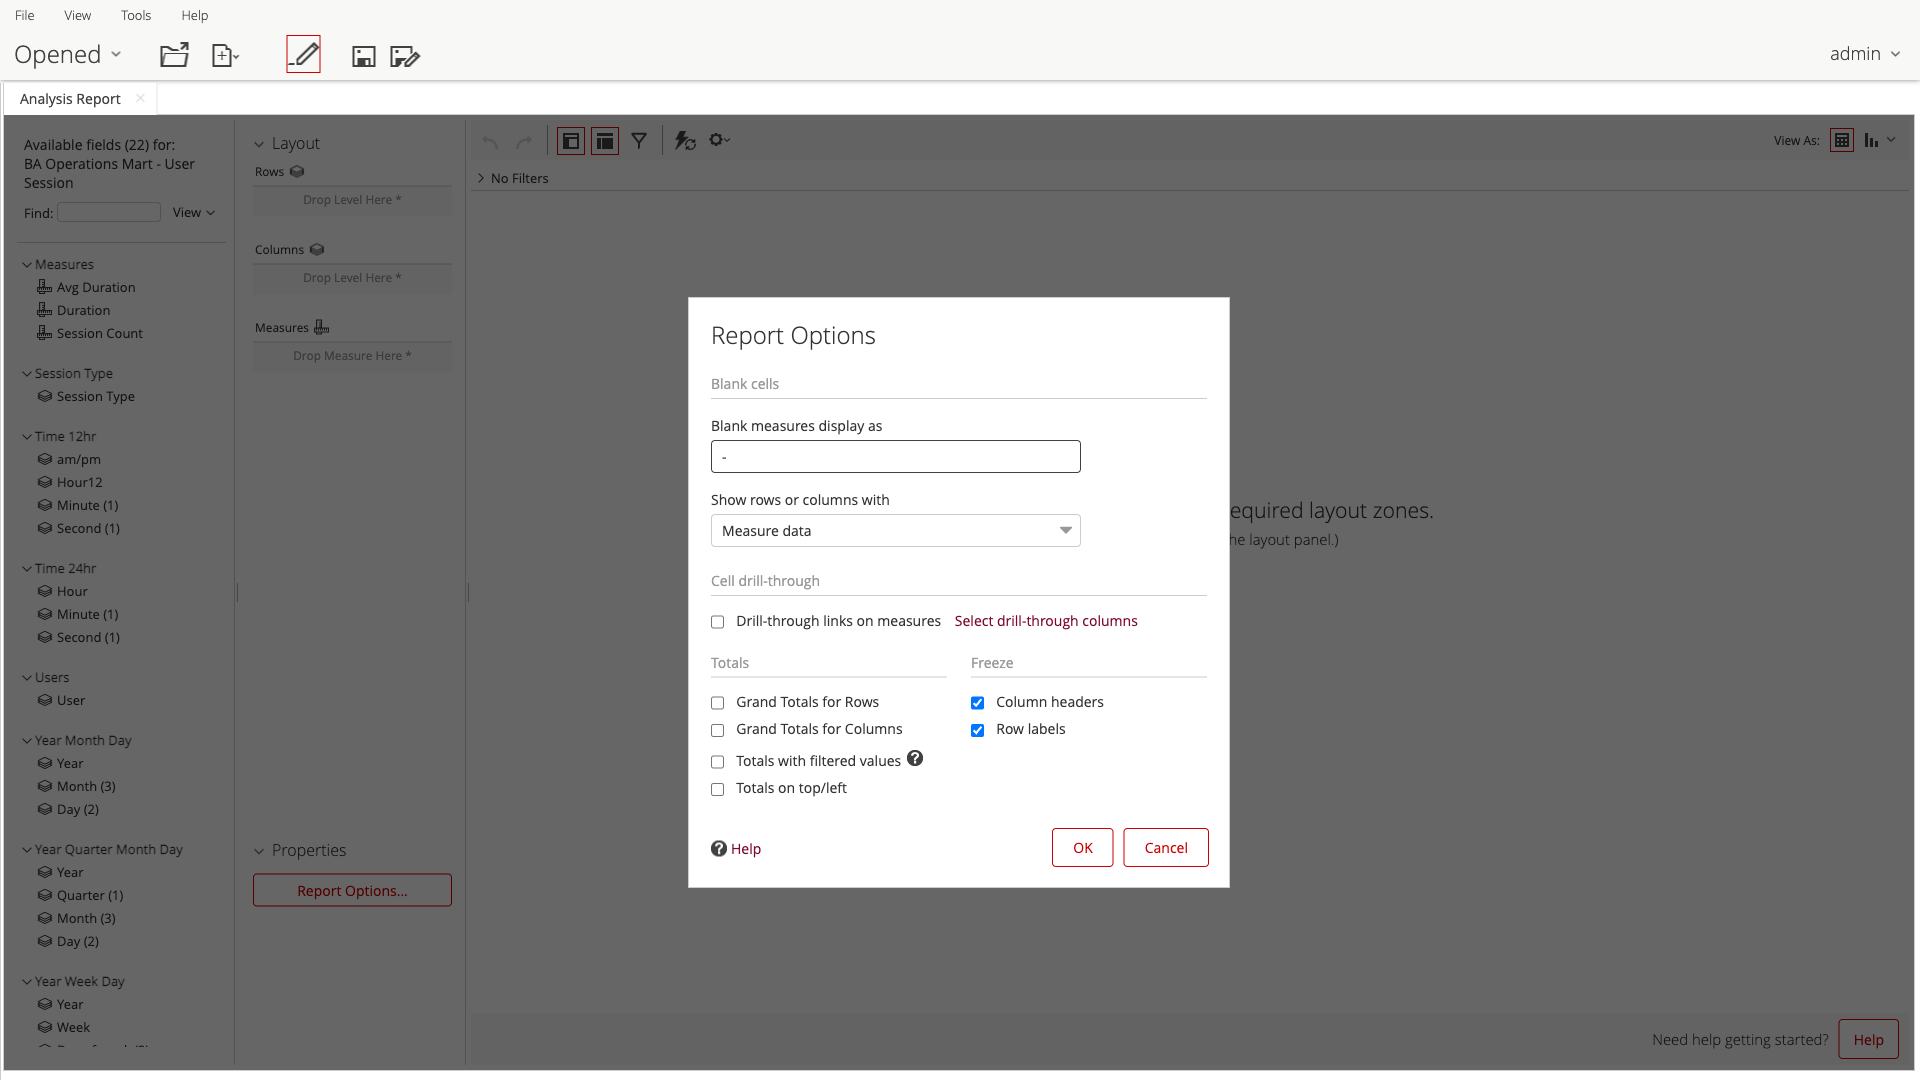 File View Tools Help
Opened
admin
Analysis Report
Available fields (22) for:
BA Operations Mart - User
Session
Find:
View
Measures
Avg Duration
Duration
Session Count
Session Type
Session Type
Time 12hr
am/pm
Hour12
Minute (1)
Second (1)
Time 24hr
Hour
Minute (1)
Second (1)
Users
User
Year Month Day
Year
Month (3)
Day (2)
Year Quarter Month Day
Year
Quarter (1)
Month (3)
Day (2)
Year Week Day
Year
Week
Layout
Rows
Drop Level Here *
Columns
Drop Level Here *
Measures
Drop Measure Here *
Properties
Report Options...
View As:
No Filters
equired layout zones.
he layout panel.)
Report Options
Blank cells
Blank measures display as
-
Show rows or columns with
Measure data
Cell drill-through
Drill-through links on measures Select drill-through columns
Totals
Grand Totals for Rows
Grand Totals for Columns
Totals with filtered values
Totals on top/left
Freeze
Column headers
Row labels
Help
OK
Cancel
Need help getting started?
Help